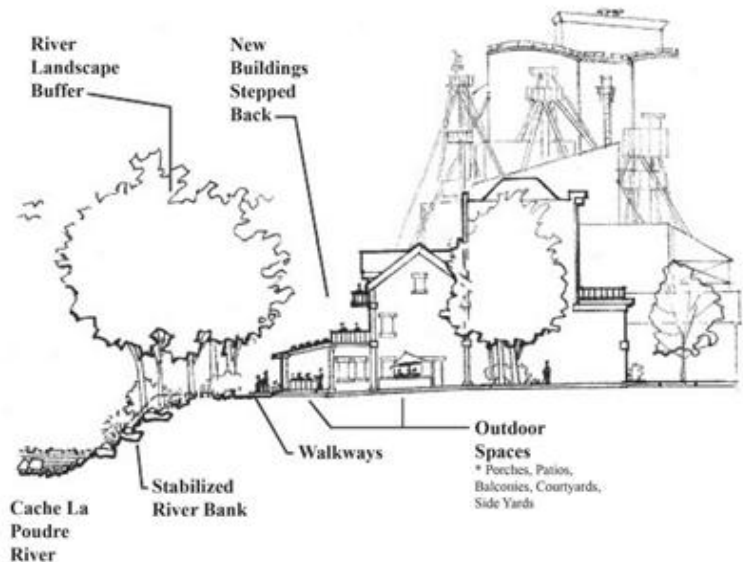 River
Landscape
Buffer
New
Buildings
Stepped
Back
Outdoor
Spaces
* Porches, Patios,
Balconies, Courtyards,
Side Yards
Walkways
Stabilized
River Bank
Cache La
Poudre
River